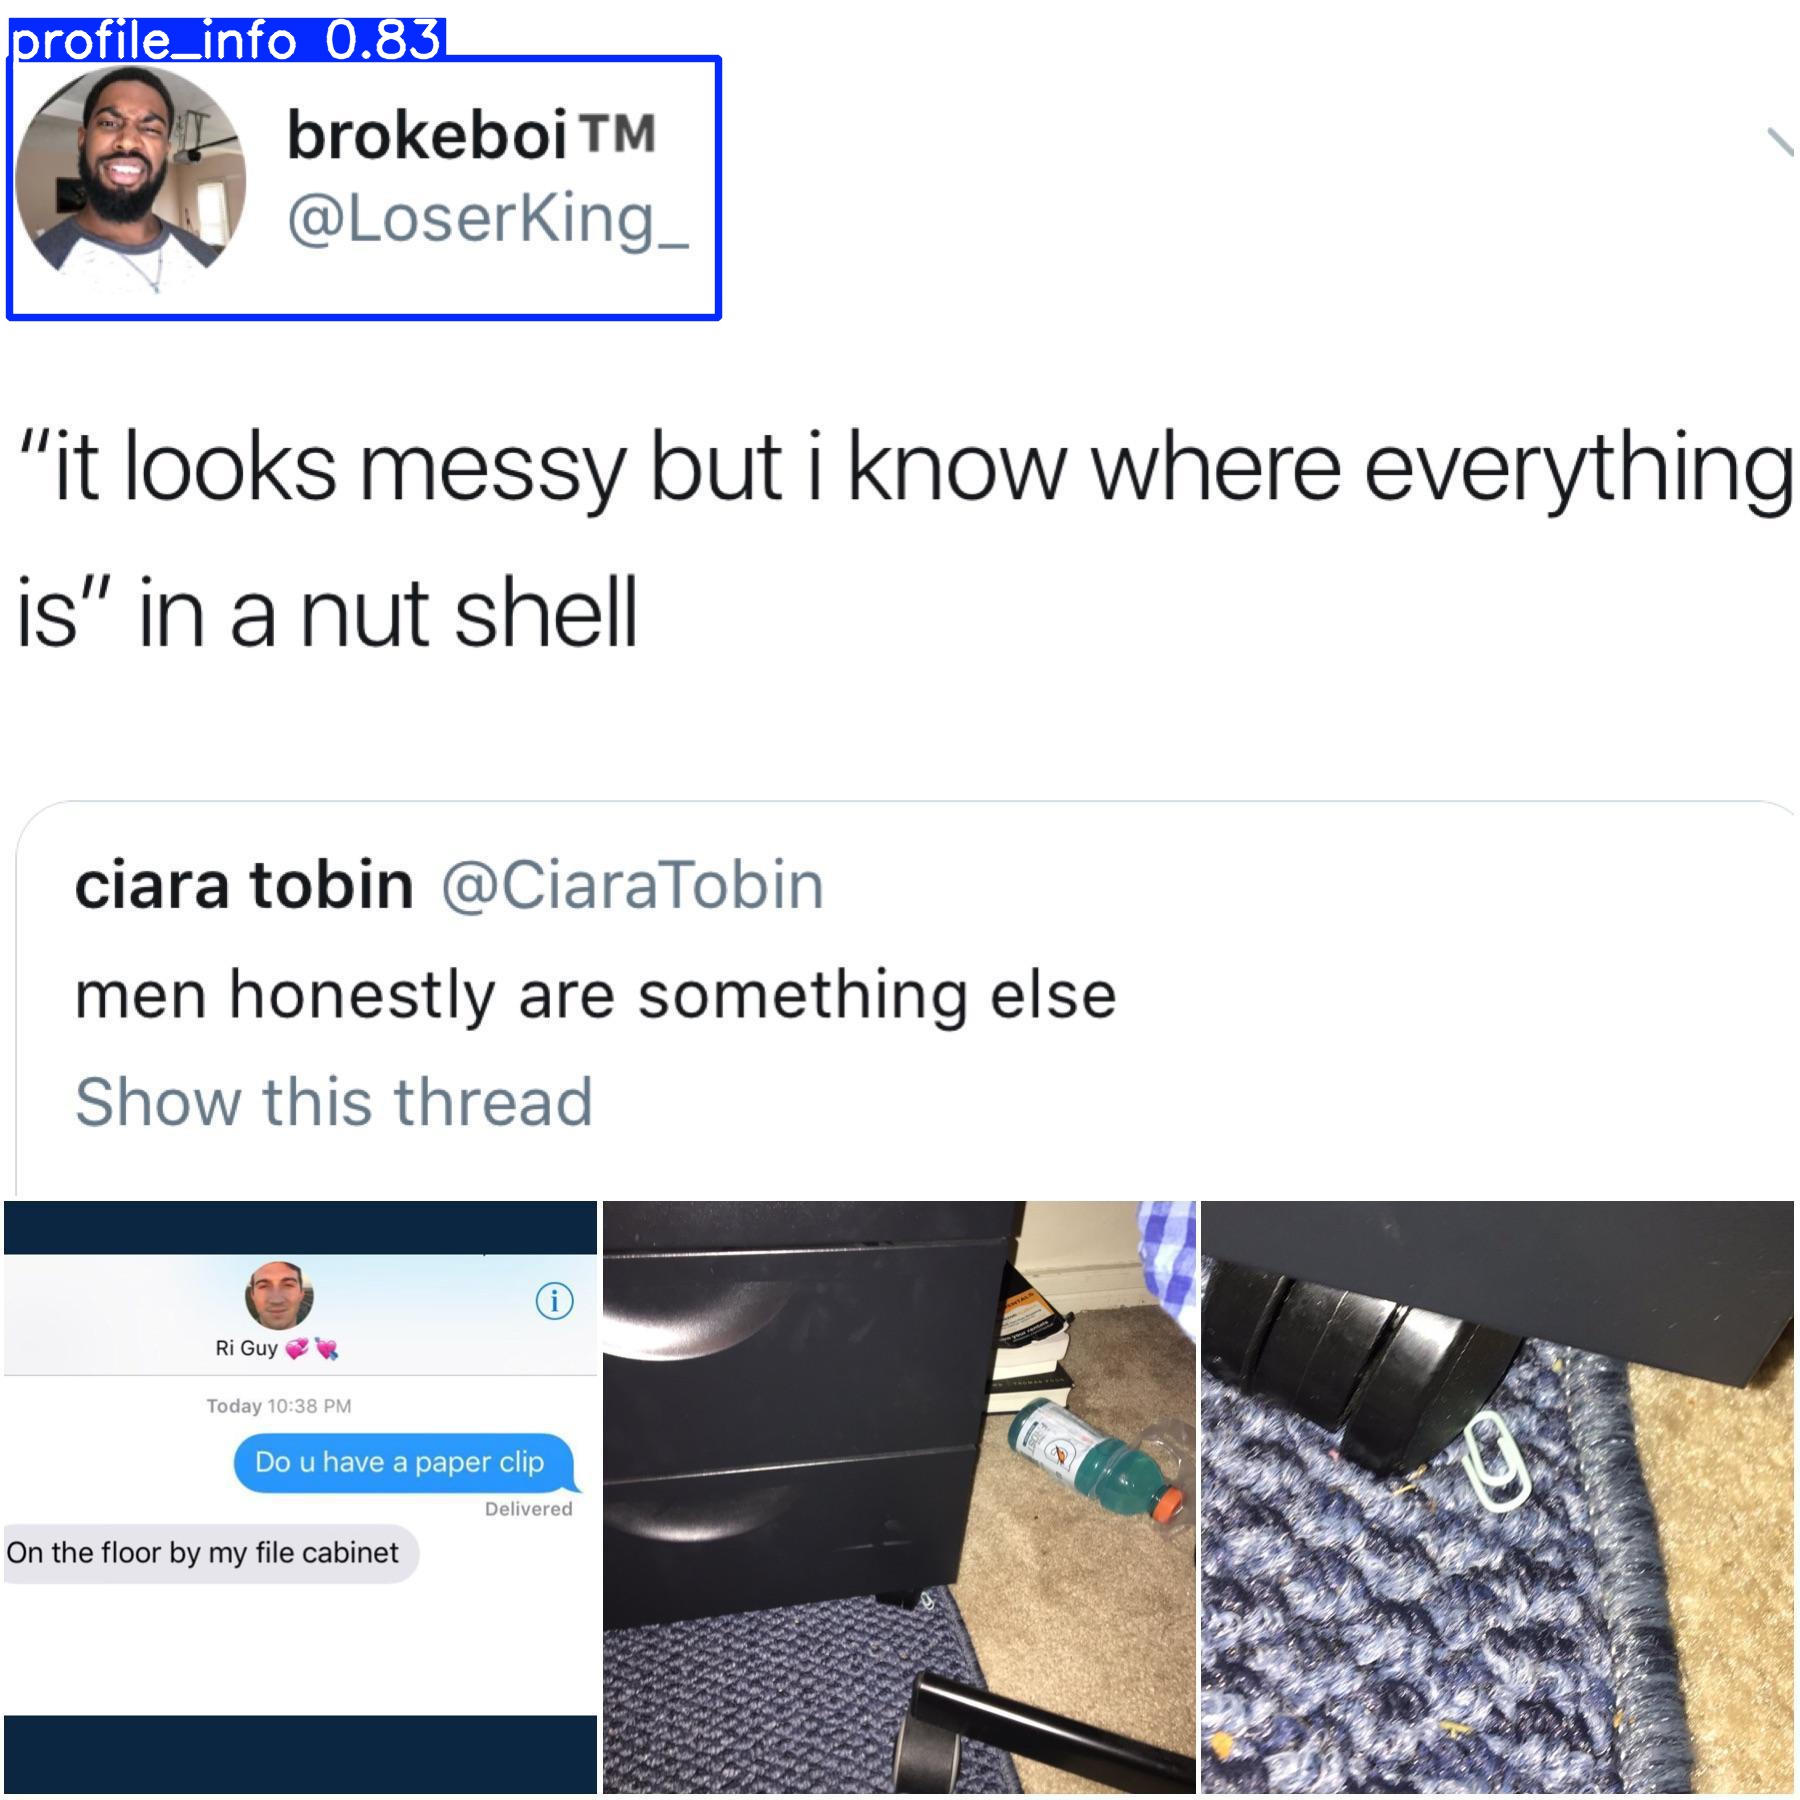 profile_info 0.83
brokeboi™
@LoserKing_
“it looks messy but i know where everything
is” in a nut shell
ciara tobin @CiaraTobin
men honestly are something else
Show this thread
Ri Guy 💞 💘
Today 10:38 PM
Do u have a paper clip
Delivered
On the floor by my file cabinet